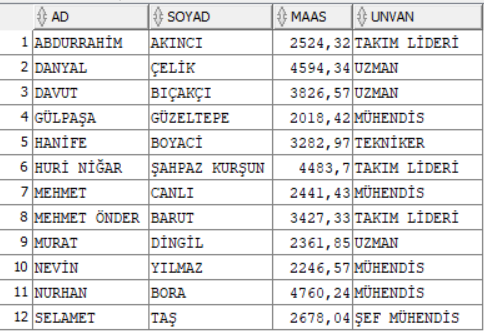 AD SOYAD MAAS UNVAN
1 ABDURRAHİM AKINCI 2524,32 TAKIM LİDERİ
2 DANYAL ÇELİK 4594,34 UZMAN
3 DAVUT BIÇAKÇI 3826,57 UZMAN
4 GÜLPAŞA GÜZELTEPE 2018,42 MÜHENDİS
5 HANİFE BOYACİ 3282,97 TEKNİKER
6 HURİ NİĞAR ŞAHPAZ KURŞUN 4483,7 TAKIM LİDERİ
7 MEHMET CANLI 2441,43 MÜHENDİS
8 MEHMET ÖNDER BARUT 3427,33 TAKIM LİDERİ
9 MURAT DİNGİL 2361,85 UZMAN
10 NEVİN YILMAZ 2246,57 MÜHENDİS
11 NURHAN BORA 4760,24 MÜHENDİS
12 SELAMET TAŞ 2678,04 ŞEF MÜHENDİS